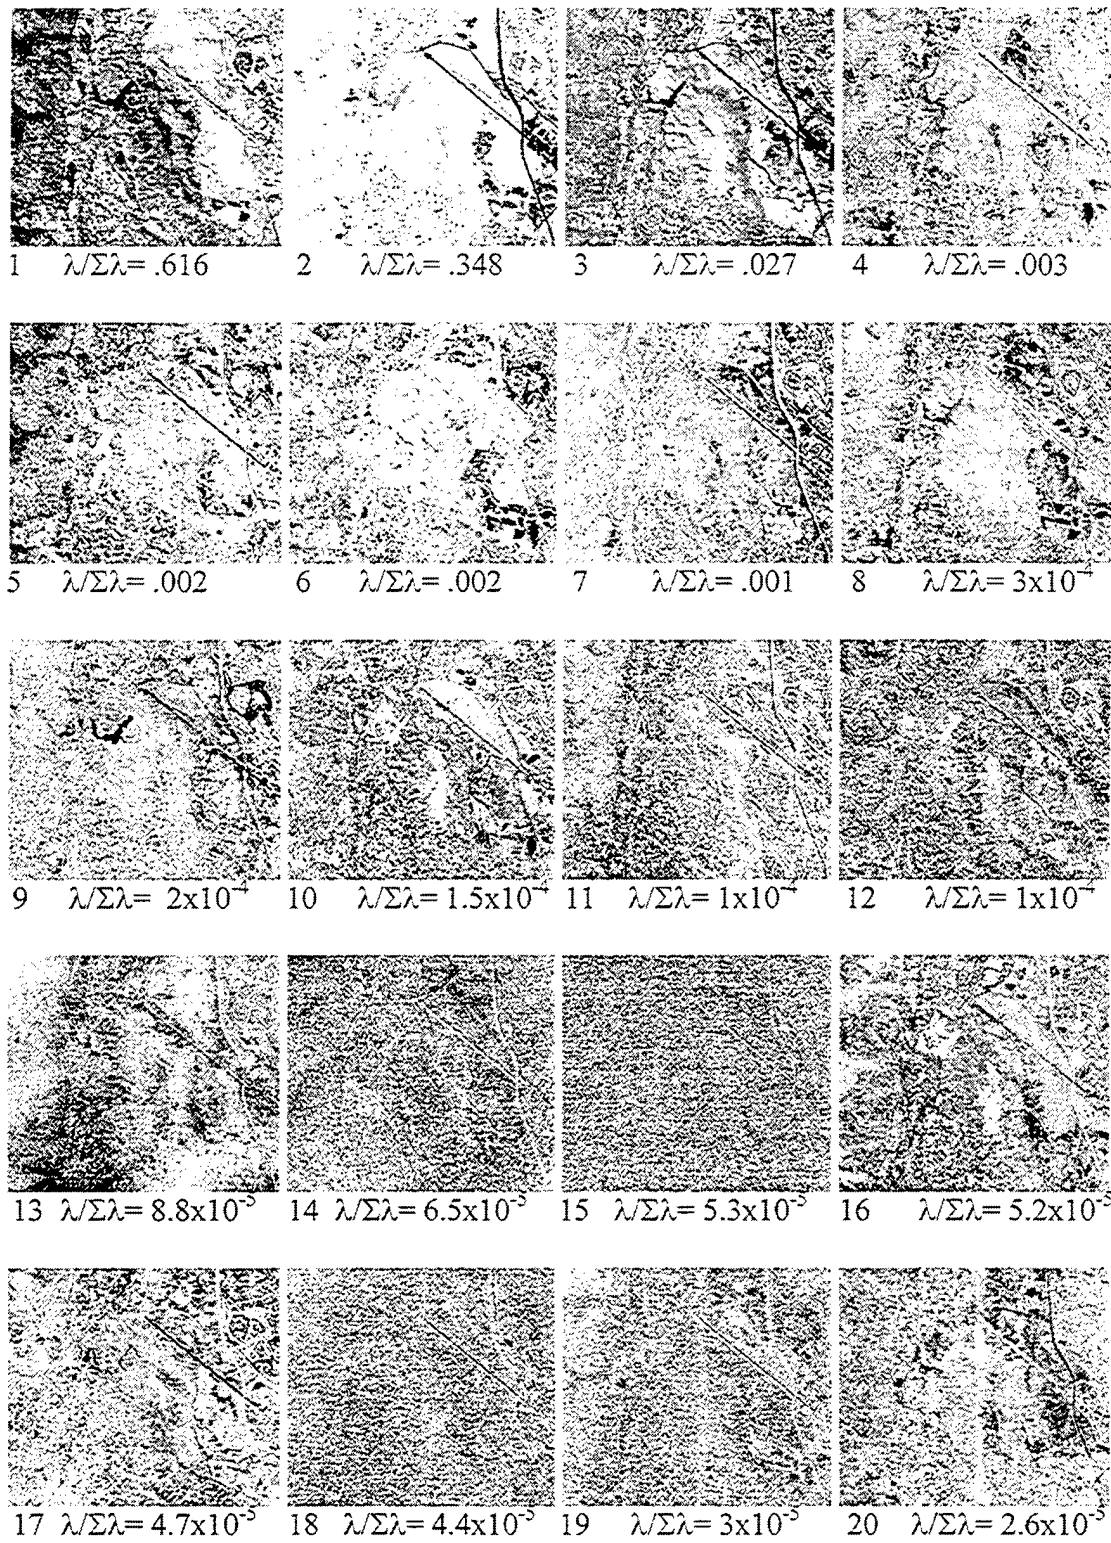 1 λ/Σλ= .616 2 λ/Σλ= .348 3 λ/Σλ= .027 4 λ/Σλ= .003
5 λ/Σλ= .002 6 λ/Σλ= .002 7 λ/Σλ= .001 8 λ/Σλ= 3x10⁻⁴
9 λ/Σλ= 2x10⁻⁴ 10 λ/Σλ= 1.5x10⁻⁴ 11 λ/Σλ= 1x10⁻⁴ 12 λ/Σλ= 1x10⁻⁴
13 λ/Σλ= 8.8x10⁻⁵ 14 λ/Σλ= 6.5x10⁻⁵ 15 λ/Σλ= 5.3x10⁻⁵ 16 λ/Σλ= 5.2x10⁻⁵
17 λ/Σλ= 4.7x10⁻⁵ 18 λ/Σλ= 4.4x10⁻⁵ 19 λ/Σλ= 3x10⁻⁵ 20 λ/Σλ= 2.6x10⁻⁵